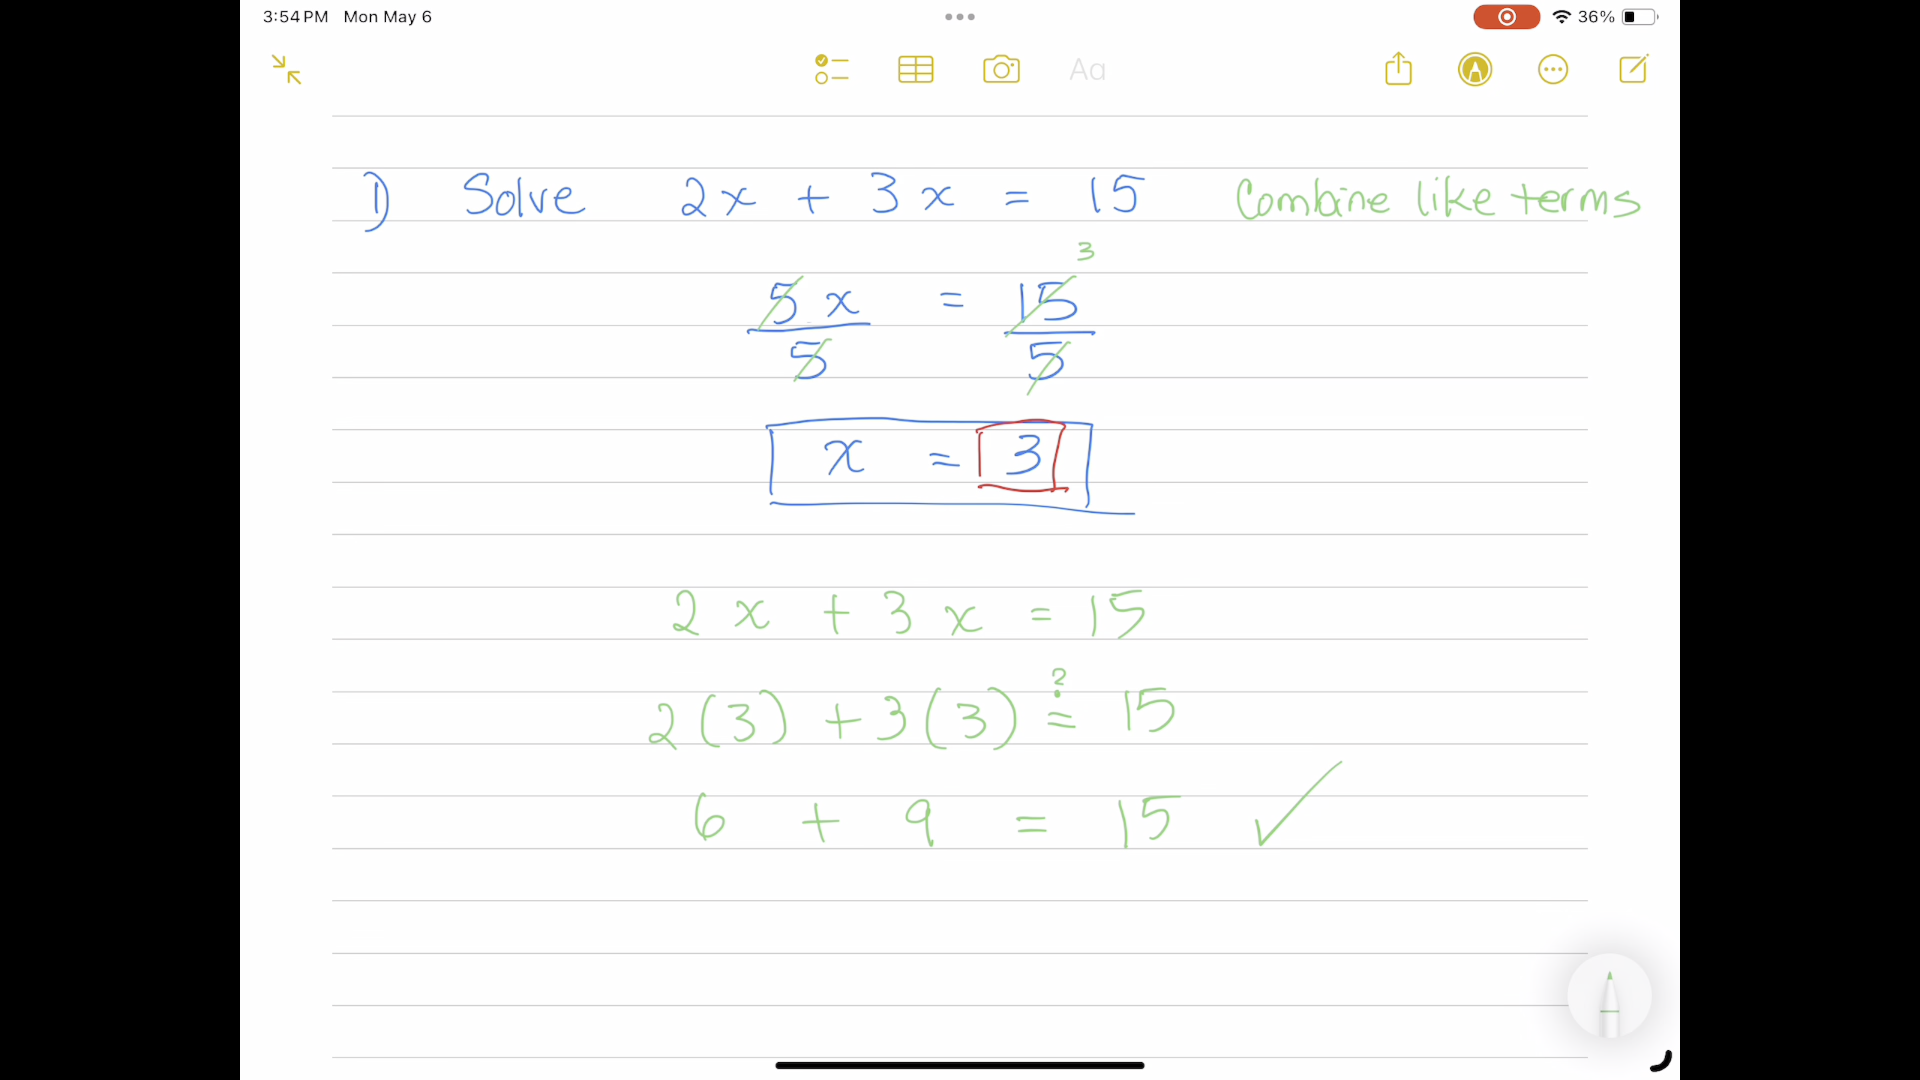 3:54 PM Mon May 6
36%
Aa
1) Solve 2x + 3x = 15 Combine like terms
3
5x = 15
5 5
x = 3
2x + 3x = 15
?
2(3) + 3(3) = 15
6 + 9 = 15 ✓